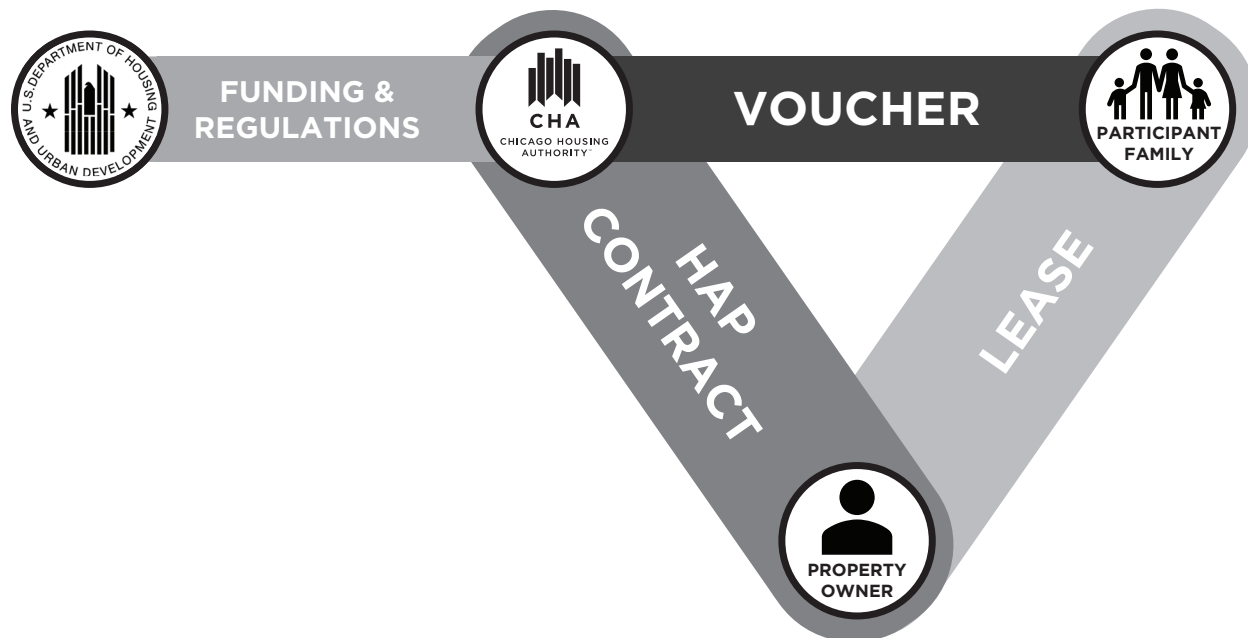 U.S. DEPARTMENT OF HOUSING
AND URBAN DEVELOPMENT
FUNDING &
REGULATIONS
CHA
CHICAGO HOUSING
AUTHORITY™
VOUCHER
PARTICIPANT
FAMILY
HAP
CONTRACT
LEASE
PROPERTY
OWNER